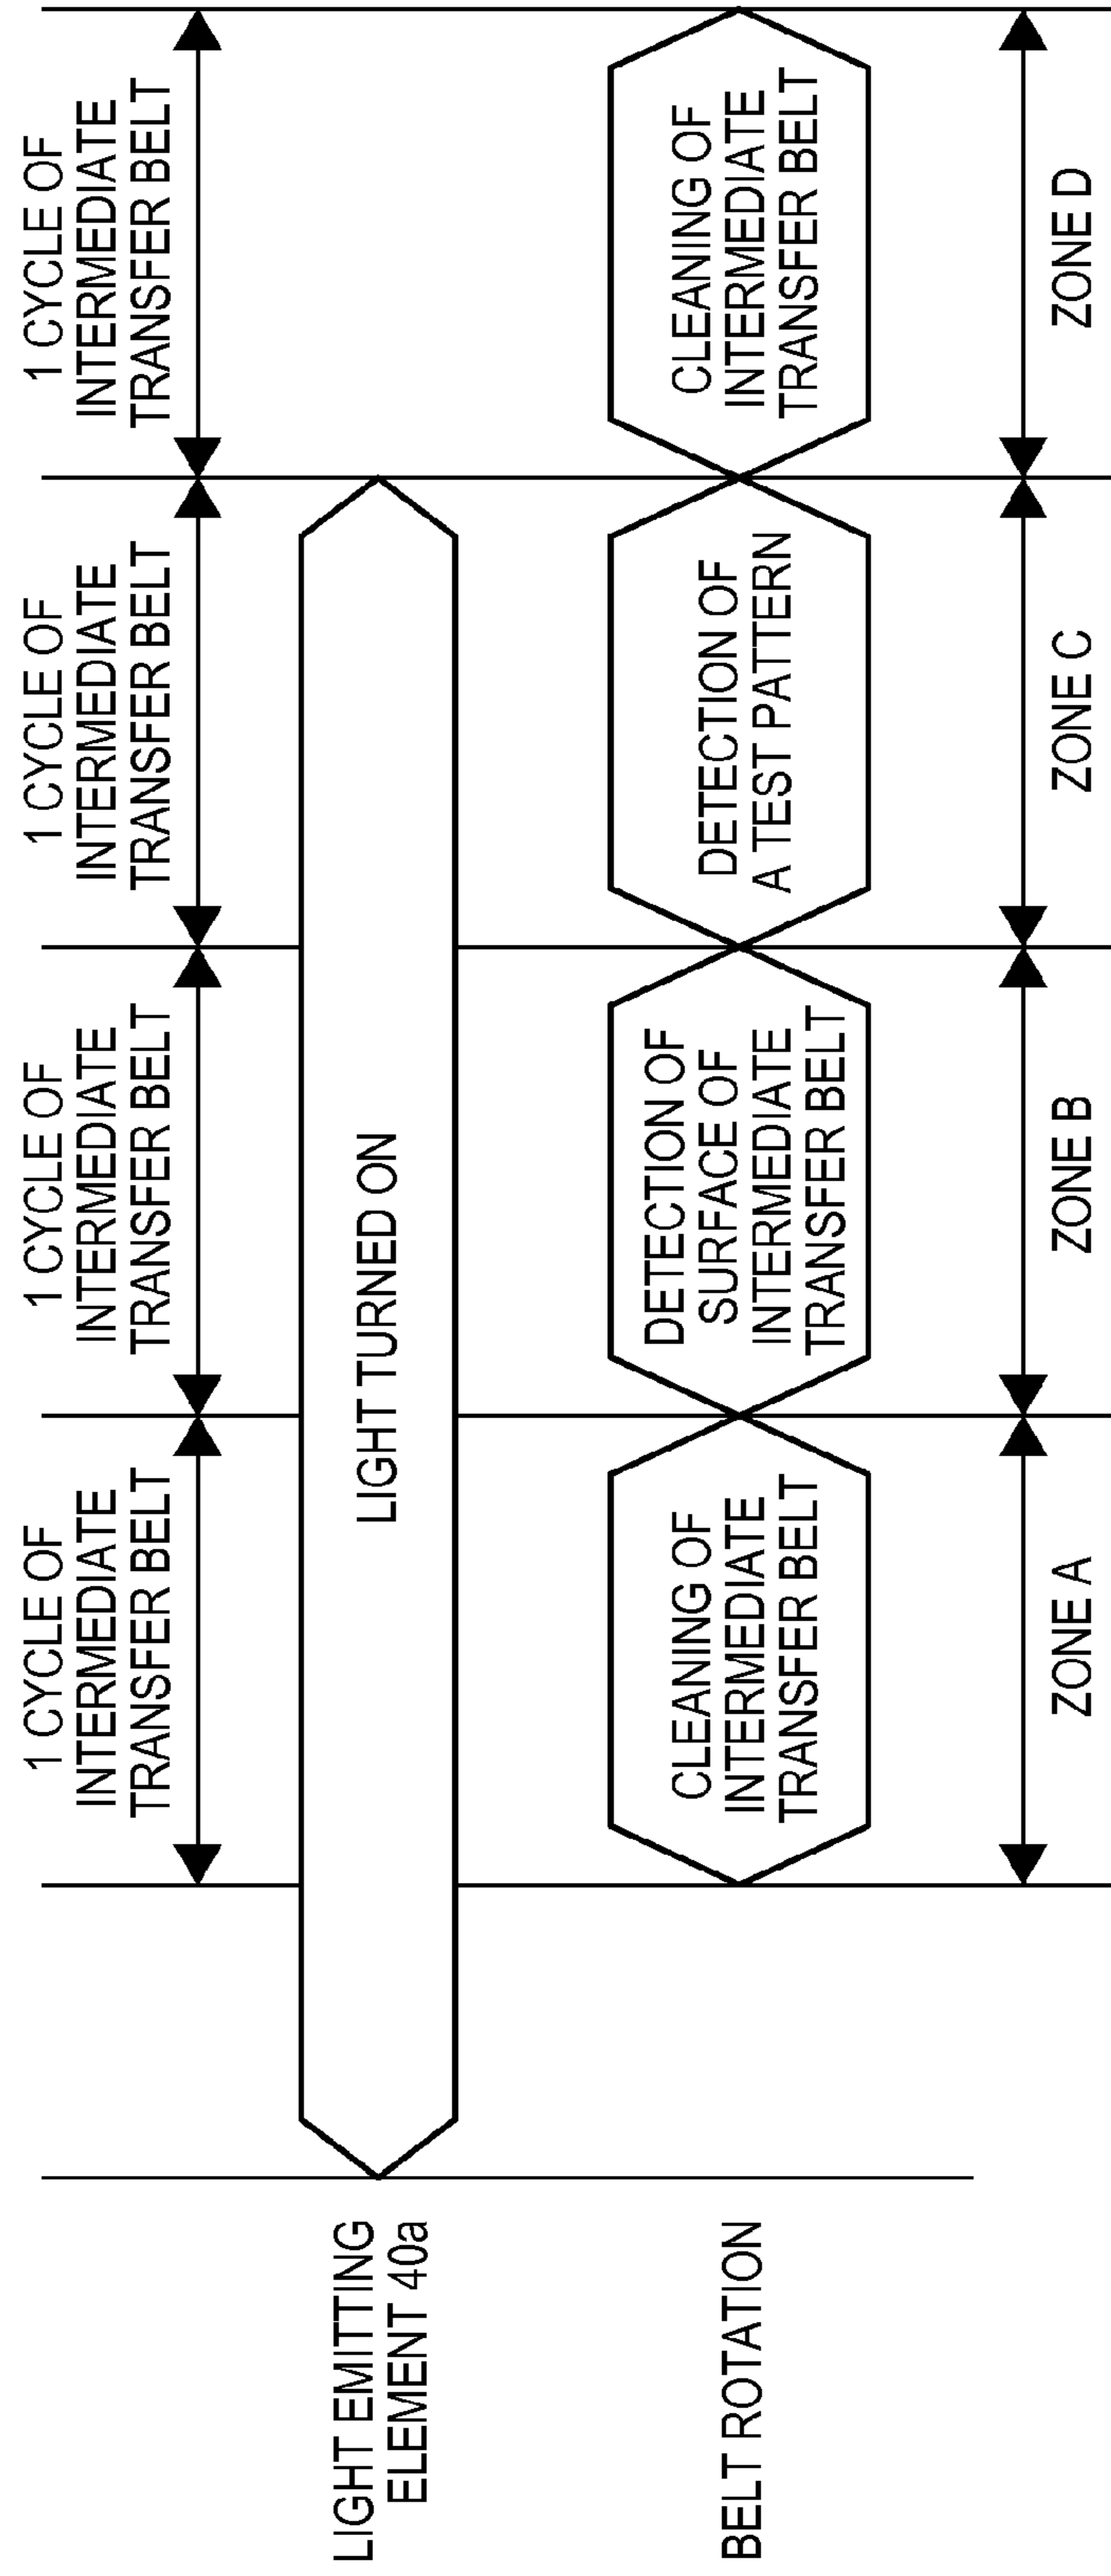 1 CYCLE OF
INTERMEDIATE
TRANSFER BELT
1 CYCLE OF
INTERMEDIATE
TRANSFER BELT
1 CYCLE OF
INTERMEDIATE
TRANSFER BELT
1 CYCLE OF
INTERMEDIATE
TRANSFER BELT
LIGHT EMITTING
ELEMENT 40a
LIGHT TURNED ON
BELT ROTATION
CLEANING OF
INTERMEDIATE
TRANSFER BELT
DETECTION OF
SURFACE OF
INTERMEDIATE
TRANSFER BELT
DETECTION OF
A TEST PATTERN
CLEANING OF
INTERMEDIATE
TRANSFER BELT
ZONE A
ZONE B
ZONE C
ZONE D